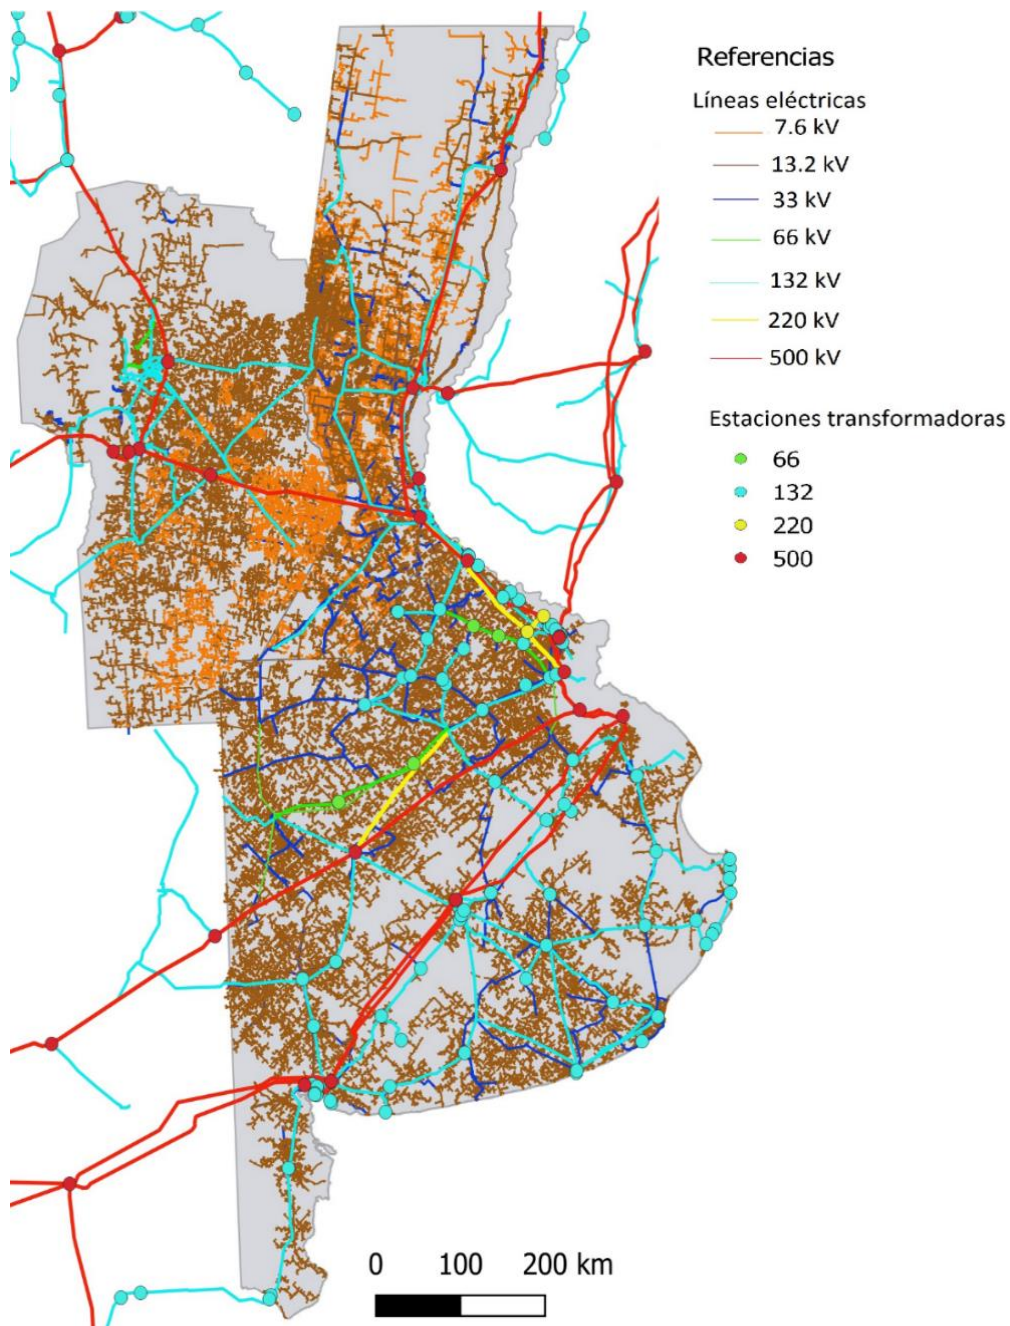 Referencias
Líneas eléctricas
7.6 kV
13.2 kV
33 kV
66 kV
132 kV
220 kV
500 kV
Estaciones transformadoras
66
132
220
500
0 100 200 km